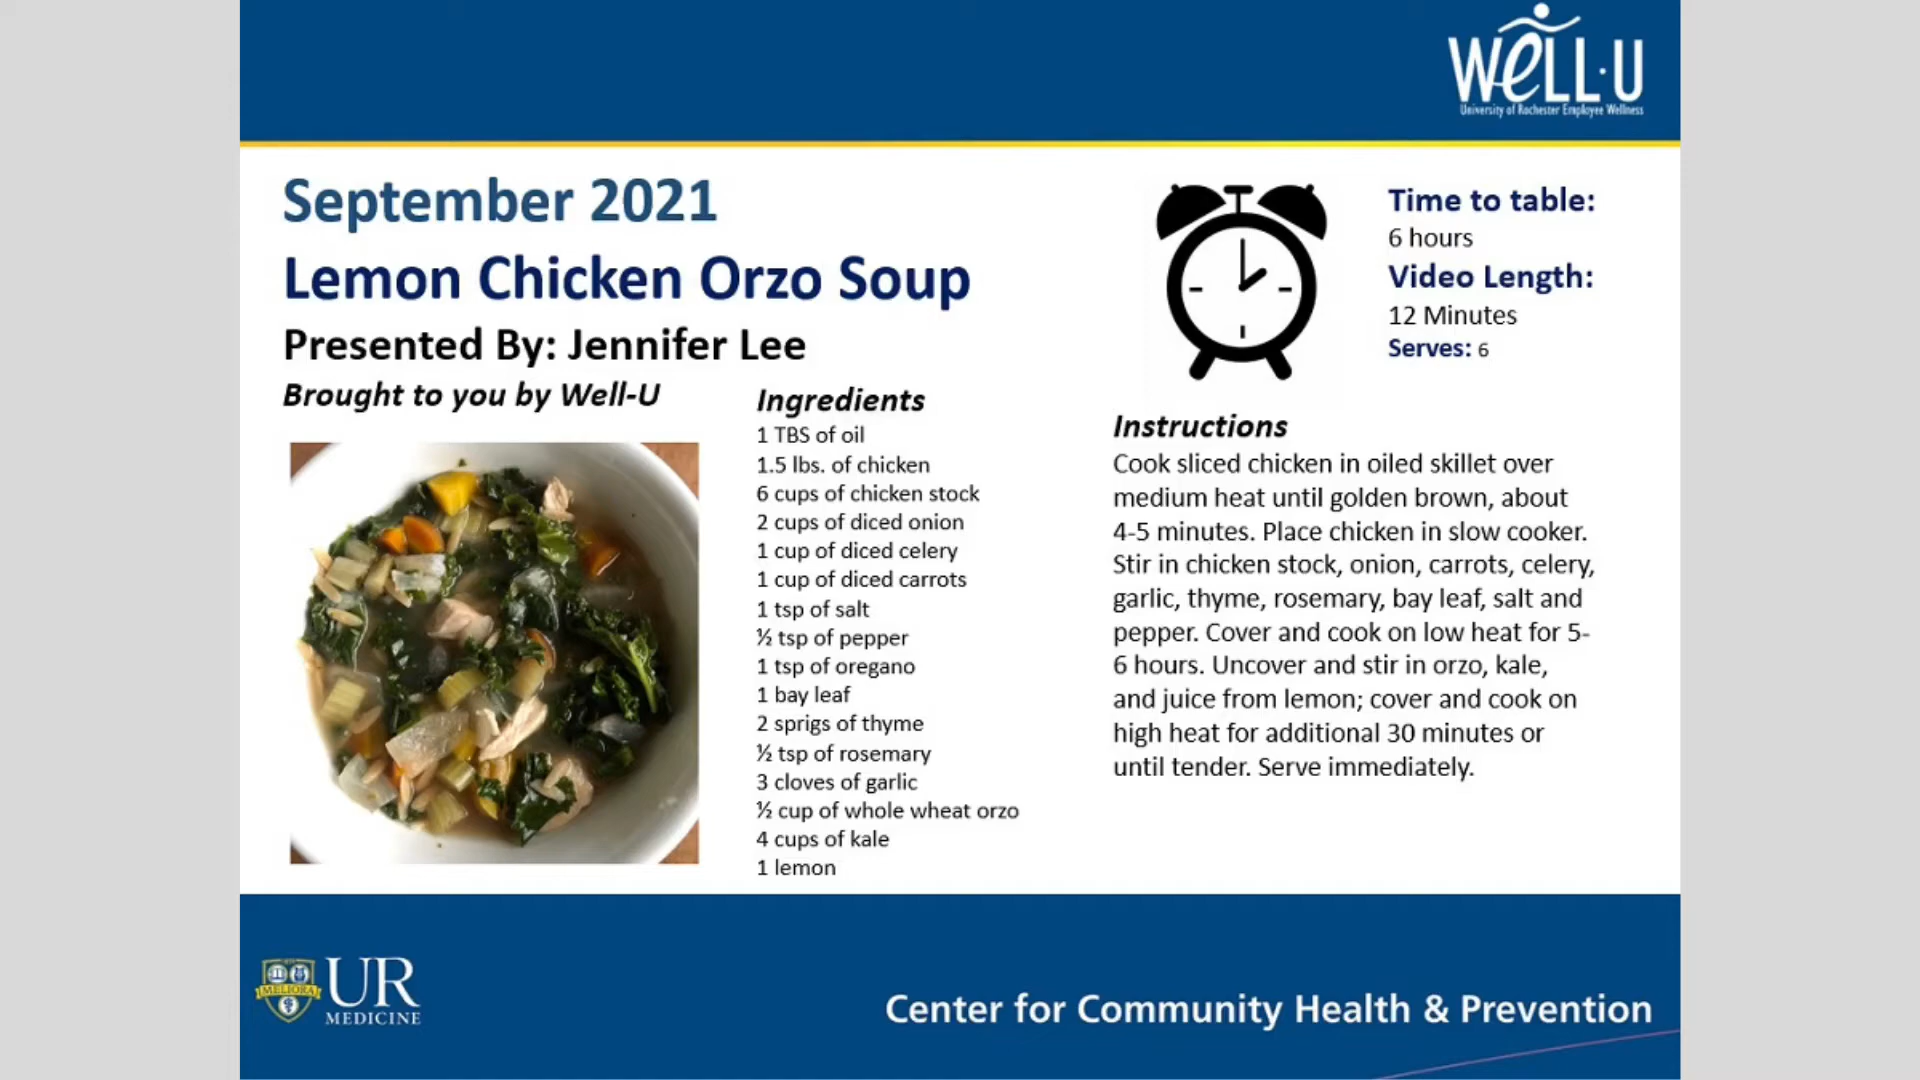 WELL·U
University of Rochester Employee Wellness
September 2021
Lemon Chicken Orzo Soup
Presented By: Jennifer Lee
Brought to you by Well-U
Time to table:
6 hours
Video Length:
12 Minutes
Serves: 6
Ingredients
1 TBS of oil
1.5 lbs. of chicken
6 cups of chicken stock
2 cups of diced onion
1 cup of diced celery
1 cup of diced carrots
1 tsp of salt
½ tsp of pepper
1 tsp of oregano
1 bay leaf
2 sprigs of thyme
½ tsp of rosemary
3 cloves of garlic
½ cup of whole wheat orzo
4 cups of kale
1 lemon
Instructions
Cook sliced chicken in oiled skillet over
medium heat until golden brown, about
4-5 minutes. Place chicken in slow cooker.
Stir in chicken stock, onion, carrots, celery,
garlic, thyme, rosemary, bay leaf, salt and
pepper. Cover and cook on low heat for 5-
6 hours. Uncover and stir in orzo, kale,
and juice from lemon; cover and cook on
high heat for additional 30 minutes or
until tender. Serve immediately.
MELIORA
UR
MEDICINE
Center for Community Health & Prevention